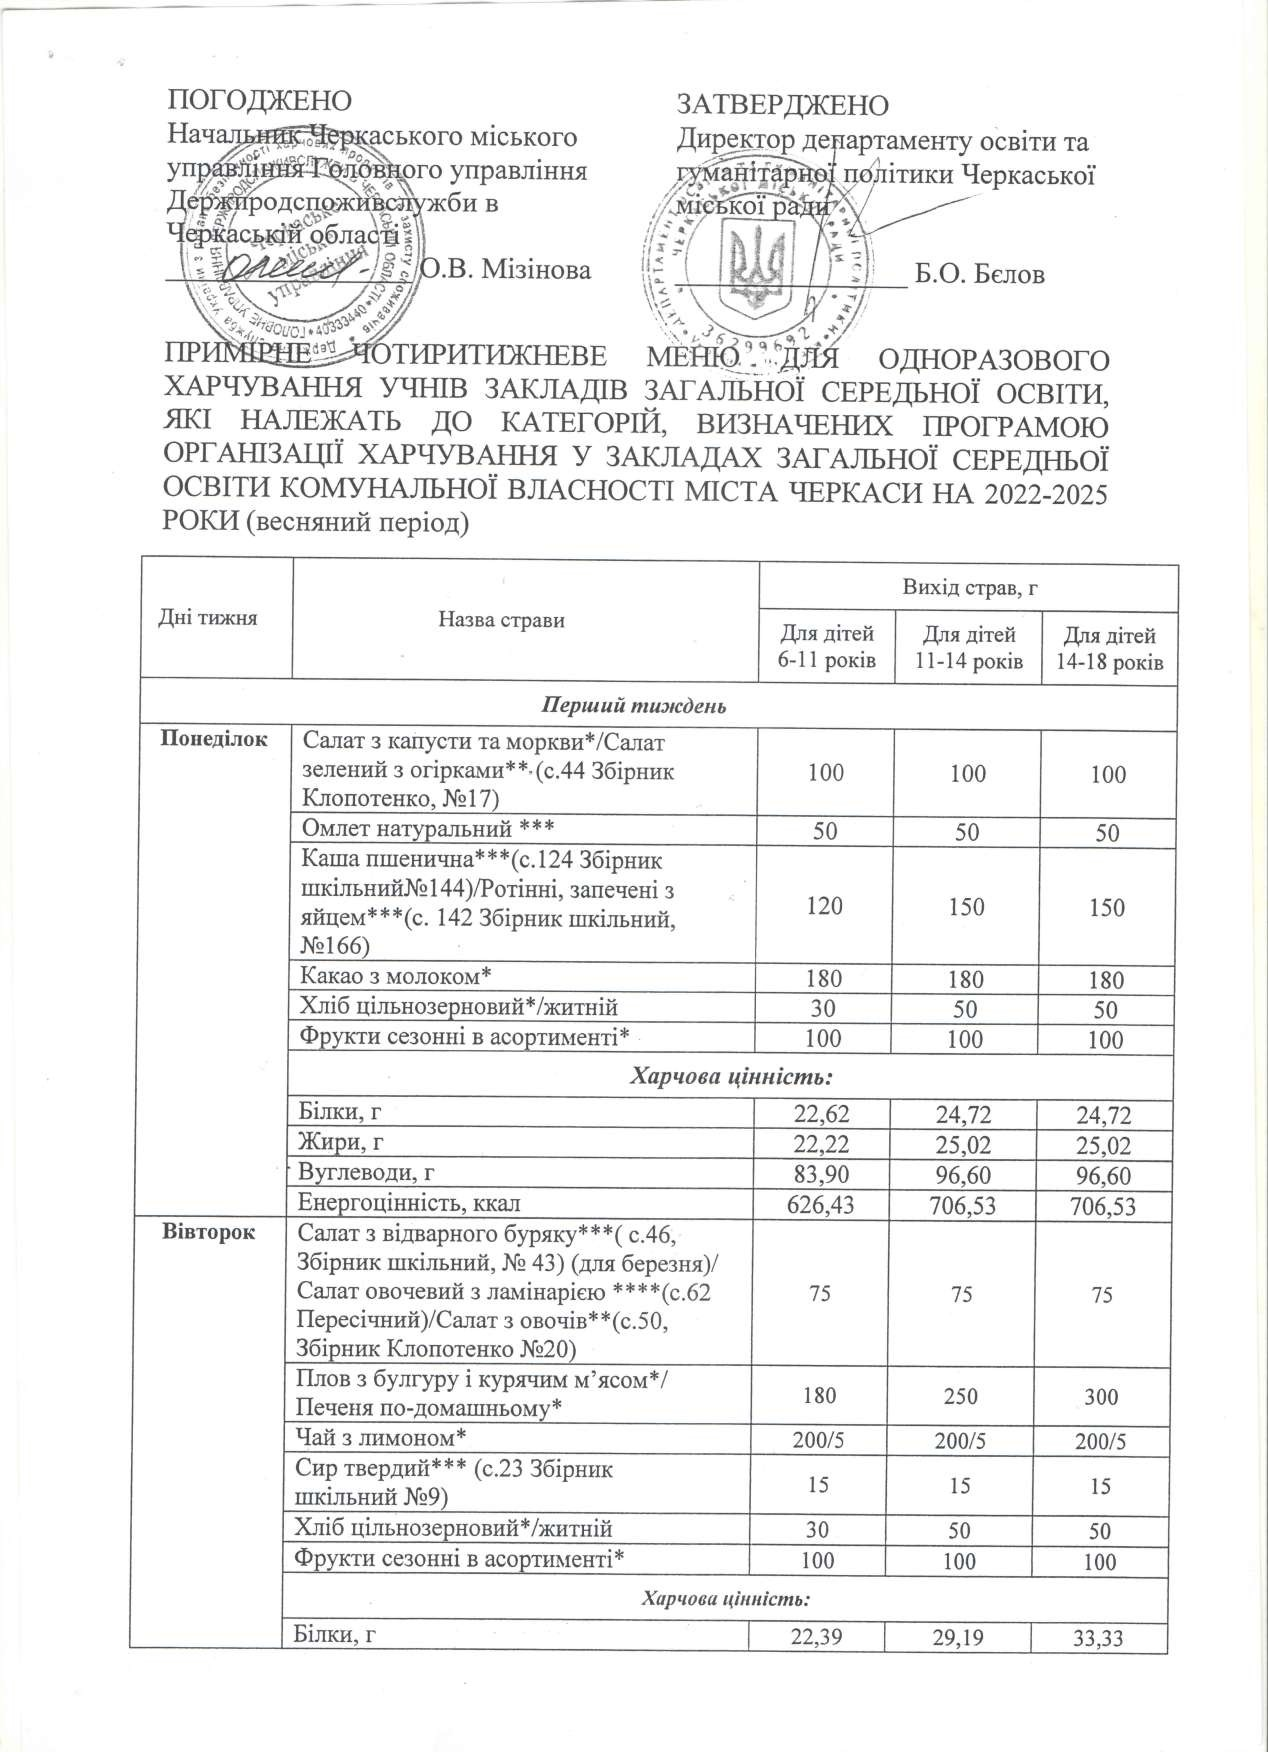 ПОГОДЖЕНО
Начальник Черкаського міського
управління Головного управління
Держпродспоживслужби в
Черкаській області
О.В. Мізінова
ЗАТВЕРДЖЕНО
Директор департаменту освіти та
гуманітарної політики Черкаської
міської ради
Б.О. Бєлов
Черкаське
міське
управління
40333440
36299692
ПРИМІРНЕ ЧОТИРИТИЖНЕВЕ МЕНЮ ДЛЯ ОДНОРАЗОВОГО
ХАРЧУВАННЯ УЧНІВ ЗАКЛАДІВ ЗАГАЛЬНОЇ СЕРЕДЬНОЇ ОСВІТИ,
ЯКІ НАЛЕЖАТЬ ДО КАТЕГОРІЙ, ВИЗНАЧЕНИХ ПРОГРАМОЮ
ОРГАНІЗАЦІЇ ХАРЧУВАННЯ У ЗАКЛАДАХ ЗАГАЛЬНОЇ СЕРЕДНЬОЇ
ОСВІТИ КОМУНАЛЬНОЇ ВЛАСНОСТІ МІСТА ЧЕРКАСИ НА 2022-2025
РОКИ (весняний період)
Дні тижня
Назва страви
Вихід страв, г
Для дітей
6-11 років
Для дітей
11-14 років
Для дітей
14-18 років
Перший тиждень
Понеділок
Салат з капусти та моркви*/Салат
зелений з огірками** (с.44 Збірник
Клопотенко, №17)
100 100 100
Омлет натуральний *** 50 50 50
Каша пшенична***(с.124 Збірник
шкільний№144)/Ротінні, запечені з
яйцем***(с. 142 Збірник шкільний,
№166)
120 150 150
Какао з молоком* 180 180 180
Хліб цільнозерновий*/житній 30 50 50
Фрукти сезонні в асортименті* 100 100 100
Харчова цінність:
Білки, г 22,62 24,72 24,72
Жири, г 22,22 25,02 25,02
Вуглеводи, г 83,90 96,60 96,60
Енергоцінність, ккал 626,43 706,53 706,53
Вівторок
Салат з відварного буряку***( с.46,
Збірник шкільний, № 43) (для березня)/
Салат овочевий з ламінарією ****(с.62
Пересічний)/Салат з овочів**(с.50,
Збірник Клопотенко №20)
75 75 75
Плов з булгуру і курячим м’ясом*/
Печеня по-домашньому*
180 250 300
Чай з лимоном* 200/5 200/5 200/5
Сир твердий*** (с.23 Збірник
шкільний №9)
15 15 15
Хліб цільнозерновий*/житній 30 50 50
Фрукти сезонні в асортименті* 100 100 100
Харчова цінність:
Білки, г 22,39 29,19 33,33